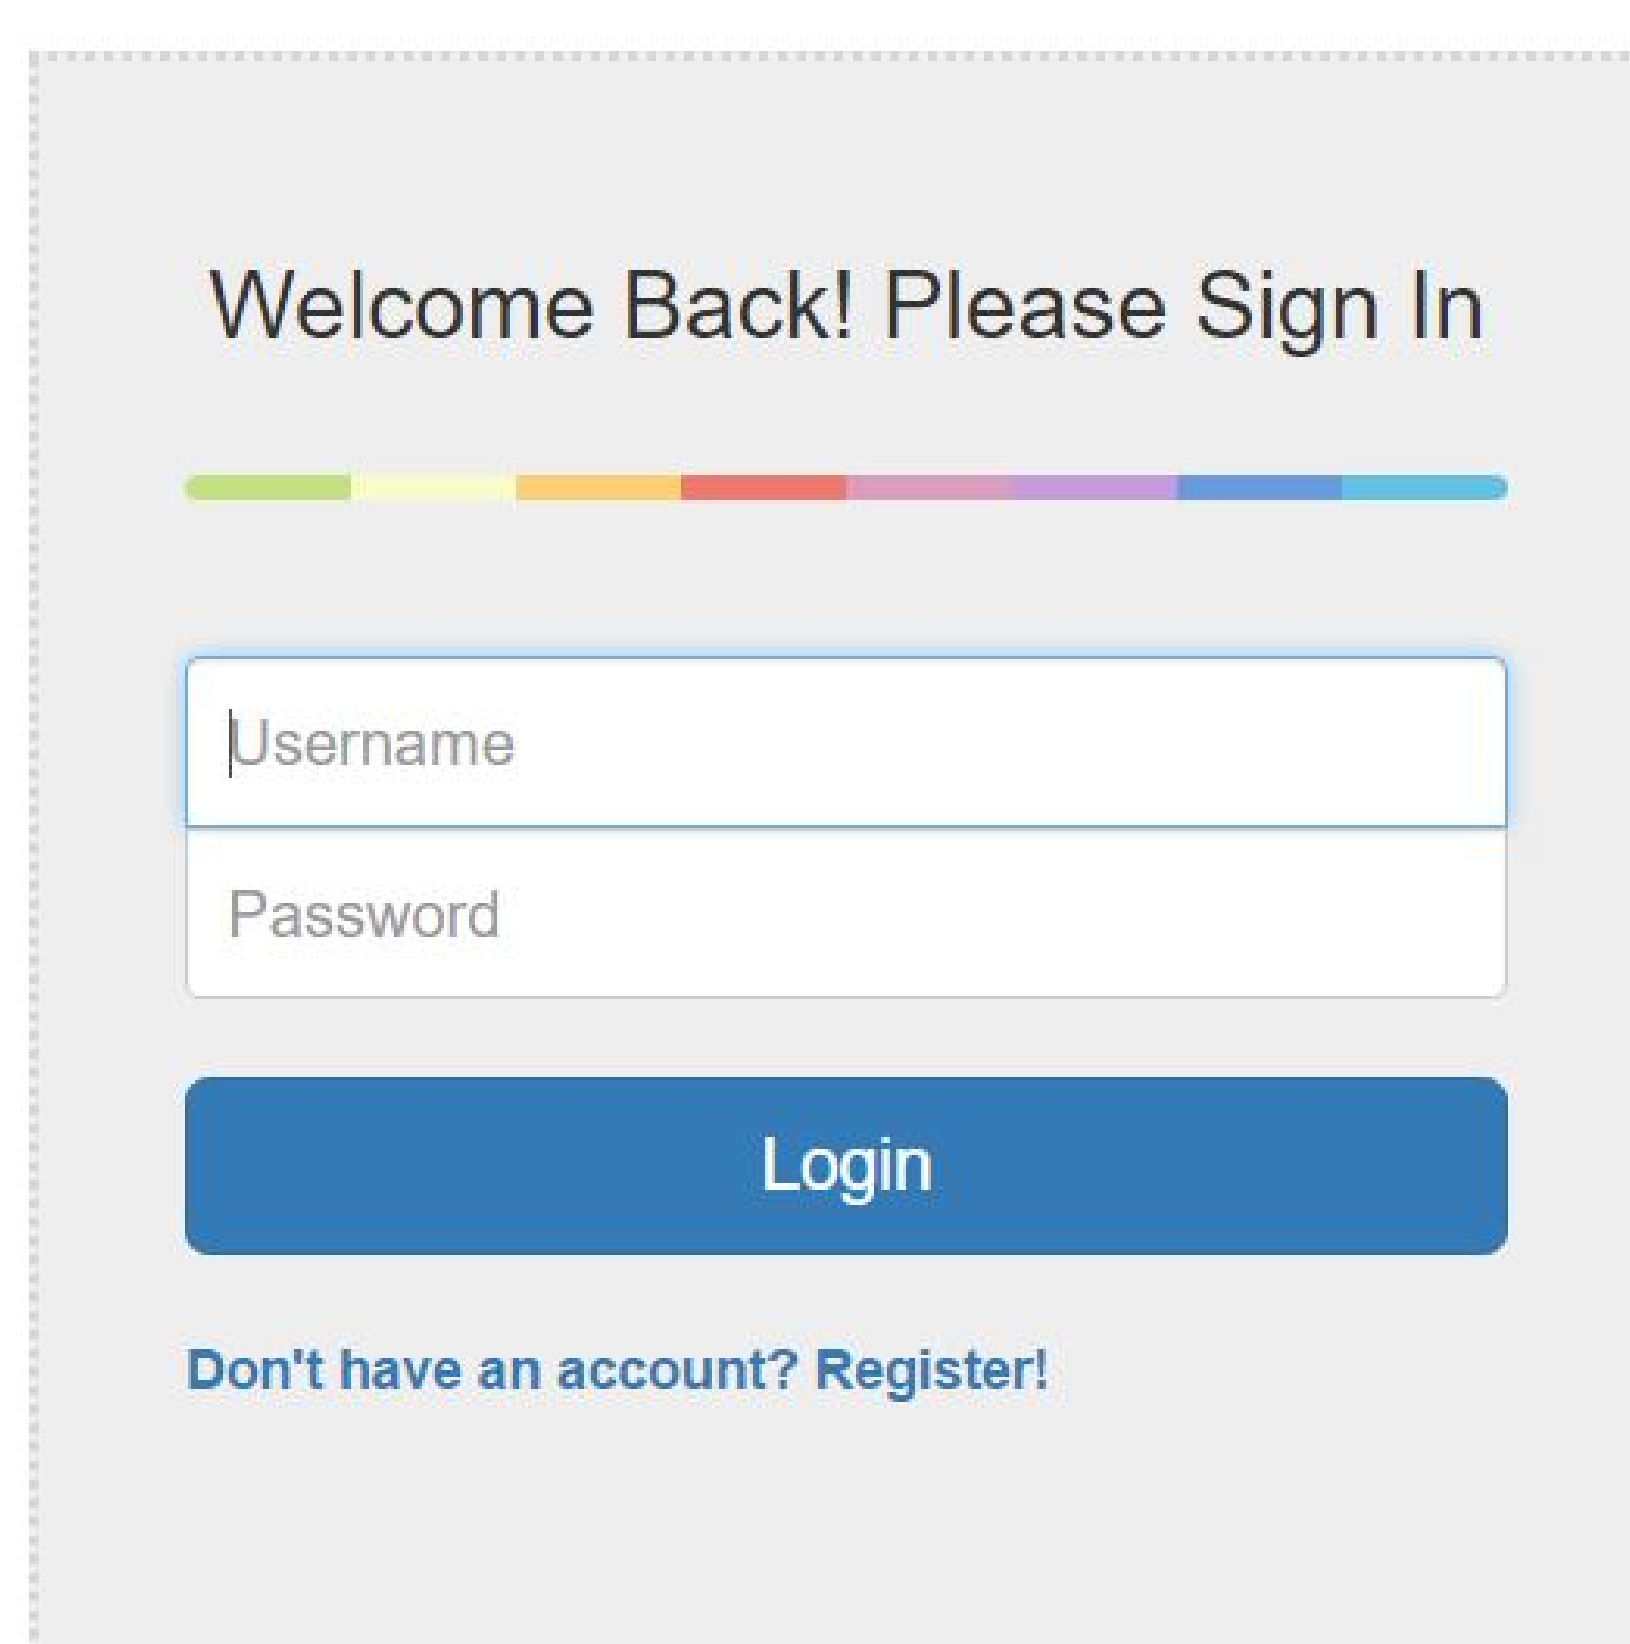 Welcome Back! Please Sign In
Username
Password
Login
Don't have an account? Register!